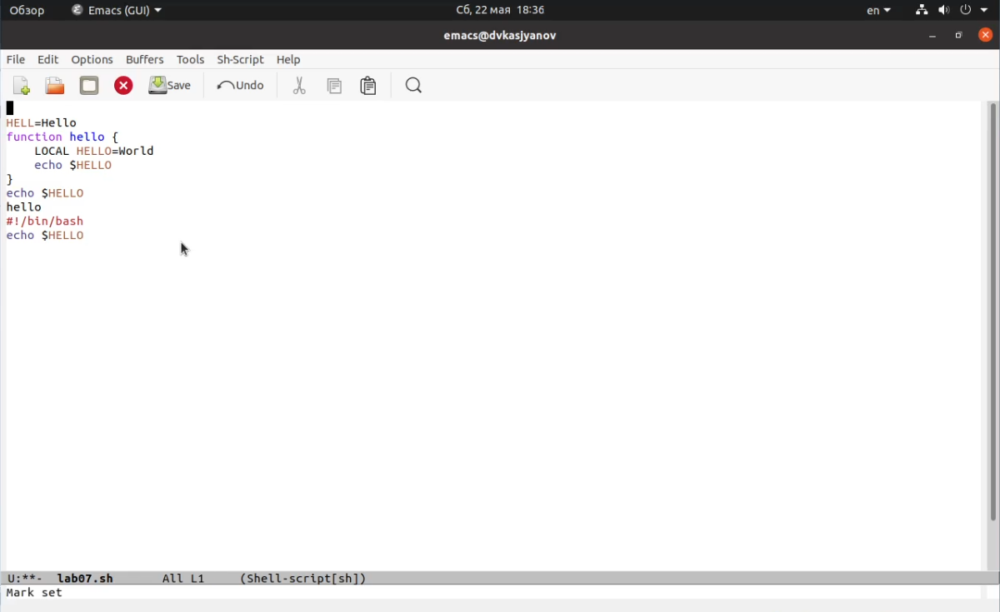 Обзор Emacs (GUI) Сб, 22 мая 18:36 en
emacs@dvkasjyanov
File Edit Options Buffers Tools Sh-Script Help
Save Undo
HELL=Hello
function hello {
    LOCAL HELLO=World
    echo $HELLO
}
echo $HELLO
hello
#!/bin/bash
echo $HELLO
U:**- lab07.sh All L1 (Shell-script[sh])
Mark set